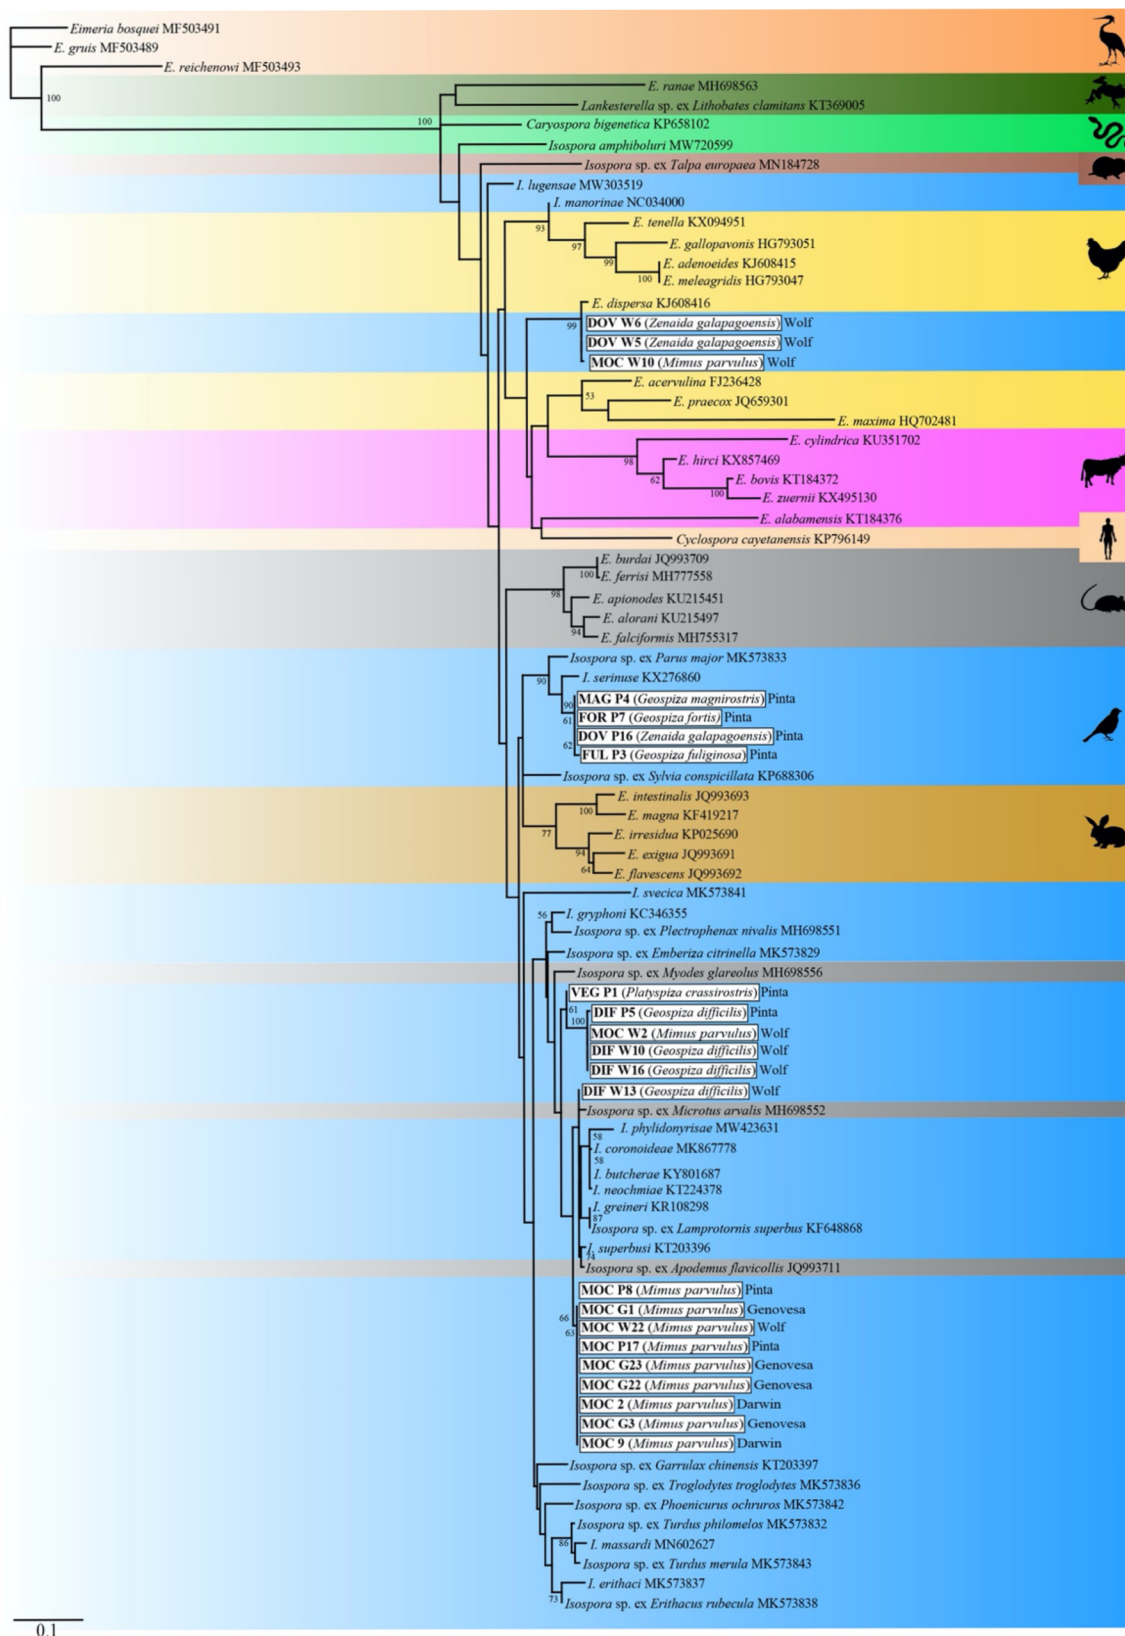 Eimeria bosquei MF503491
E. gruis MF503489
E. reichenowi MF503493
100
E. ranae MH698563
Lankesterella sp. ex Lithobates clamitans KT369005
100
Caryospora bigenetica KP658102
Isospora amphiboluri MW720599
Isospora sp. ex Talpa europaea MN184728
I. lugensae MW303519
I. manorinae NC034000
93
E. tenella KX094951
97
E. gallopavonis HG793051
99
E. adenoeides KJ608415
100
E. meleagridis HG793047
E. dispersa KJ608416
99
DOV W6 (Zenaida galapagoensis) Wolf
DOV W5 (Zenaida galapagoensis) Wolf
MOC W10 (Mimus parvulus) Wolf
E. acervulina FJ236428
53
E. praecox JQ659301
E. maxima HQ702481
E. cylindrica KU351702
98
E. hirci KX857469
62
E. bovis KT184372
100
E. zuernii KX495130
E. alabamensis KT184376
Cyclospora cayetanensis KP796149
E. burdai JQ993709
100
E. ferrisi MH777558
98
E. apionodes KU215451
E. alorani KU215497
94
E. falciformis MH755317
Isospora sp. ex Parus major MK573833
90
I. serinuse KX276860
MAG P4 (Geospiza magnirostris) Pinta
90
FOR P7 (Geospiza fortis) Pinta
61
DOV P16 (Zenaida galapagoensis) Pinta
62
FUL P3 (Geospiza fuliginosa) Pinta
Isospora sp. ex Sylvia conspicillata KP688306
E. intestinalis JQ993693
100
E. magna KF419217
77
E. irresidua KP025690
94
E. exigua JQ993691
64
E. flavescens JQ993692
I. svecica MK573841
56
I. gryphoni KC346355
Isospora sp. ex Plectrophenax nivalis MH698551
Isospora sp. ex Emberiza citrinella MK573829
Isospora sp. ex Myodes glareolus MH698556
VEG P1 (Platyspiza crassirostris) Pinta
61
DIF P5 (Geospiza difficilis) Pinta
100
MOC W2 (Mimus parvulus) Wolf
DIF W10 (Geospiza difficilis) Wolf
DIF W16 (Geospiza difficilis) Wolf
DIF W13 (Geospiza difficilis) Wolf
Isospora sp. ex Microtus arvalis MH698552
I. phylidonyrisae MW423631
58
I. coronoideae MK867778
58
I. butcherae KY801687
I. neochmiae KT224378
I. greineri KR108298
87
Isospora sp. ex Lamprotornis superbus KF648868
I. superbusi KT203396
74
Isospora sp. ex Apodemus flavicollis JQ993711
MOC P8 (Mimus parvulus) Pinta
MOC G1 (Mimus parvulus) Genovesa
66
MOC W22 (Mimus parvulus) Wolf
63
MOC P17 (Mimus parvulus) Pinta
MOC G23 (Mimus parvulus) Genovesa
MOC G22 (Mimus parvulus) Genovesa
MOC 2 (Mimus parvulus) Darwin
MOC G3 (Mimus parvulus) Genovesa
MOC 9 (Mimus parvulus) Darwin
Isospora sp. ex Garrulax chinensis KT203397
Isospora sp. ex Troglodytes troglodytes MK573836
Isospora sp. ex Phoenicurus ochruros MK573842
Isospora sp. ex Turdus philomelos MK573832
86
I. massardi MN602627
Isospora sp. ex Turdus merula MK573843
I. erithaci MK573837
73
Isospora sp. ex Erithacus rubecula MK573838
0.1